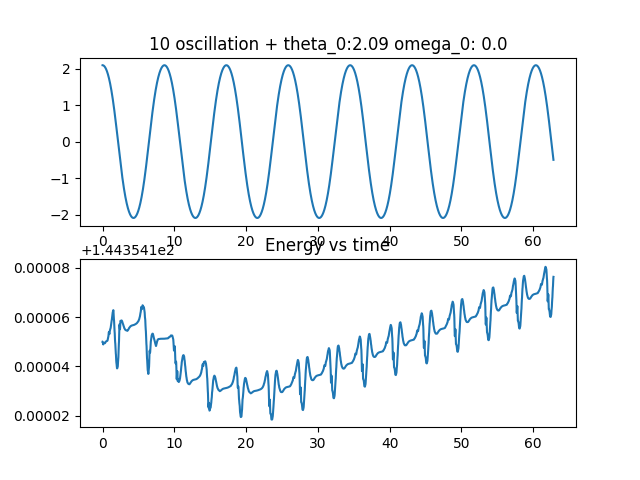 10 oscillation + theta_0:2.09 omega_0: 0.0
2
1
0
−1
−2
0 10 20 30 40 50 60
+1.443541e2
Energy vs time
0.00008
0.00006
0.00004
0.00002
0 10 20 30 40 50 60